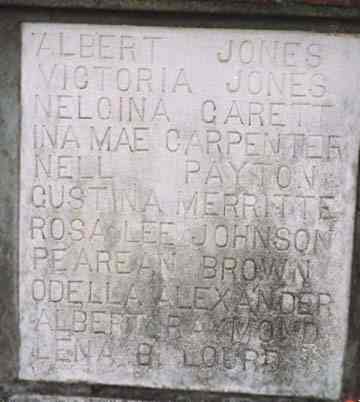 ALBERT JONES
VICTORIA JONES
NELGINA GARETT
INA MAE CARPENTER
NELL PAYTON
GUSTINA MERRITTE
ROSA LEE JOHNSON
PEAREAN BROWN
ODELLA ALEXANDER
ALBERT RAYMOND
LENA B.